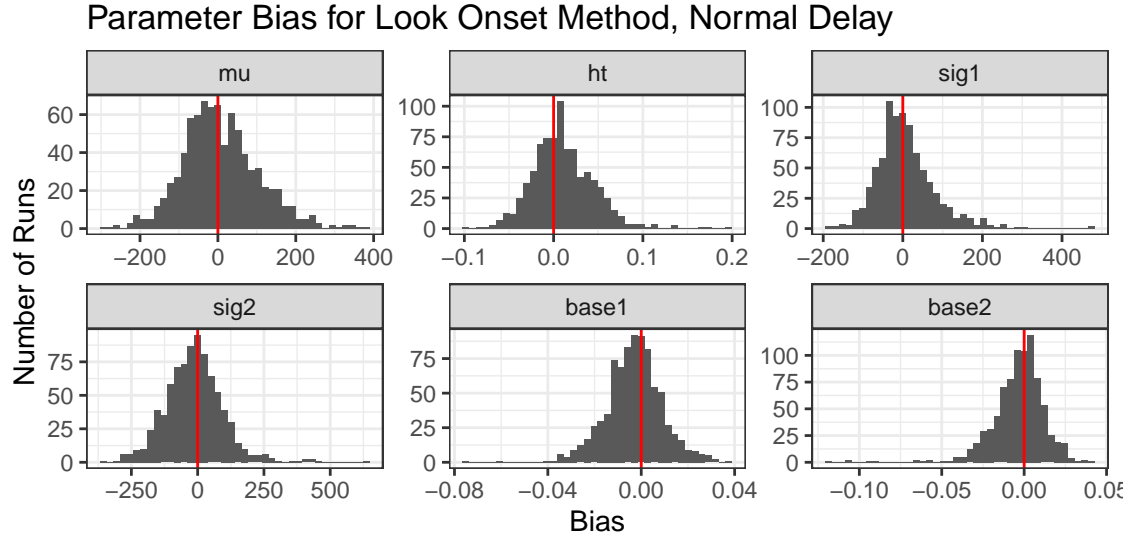 Parameter Bias for Look Onset Method, Normal Delay
mu
ht
sig1
60
40
20
0
100
75
50
25
0
100
75
50
25
0
−200 0 200 400
−0.1 0.0 0.1 0.2
−200 0 200 400
Number of Runs
sig2
base1
base2
75
50
25
0
75
50
25
0
100
75
50
25
0
−250 0 250 500
−0.08 −0.04 0.00 0.04
−0.10 −0.05 0.00 0.05
Bias